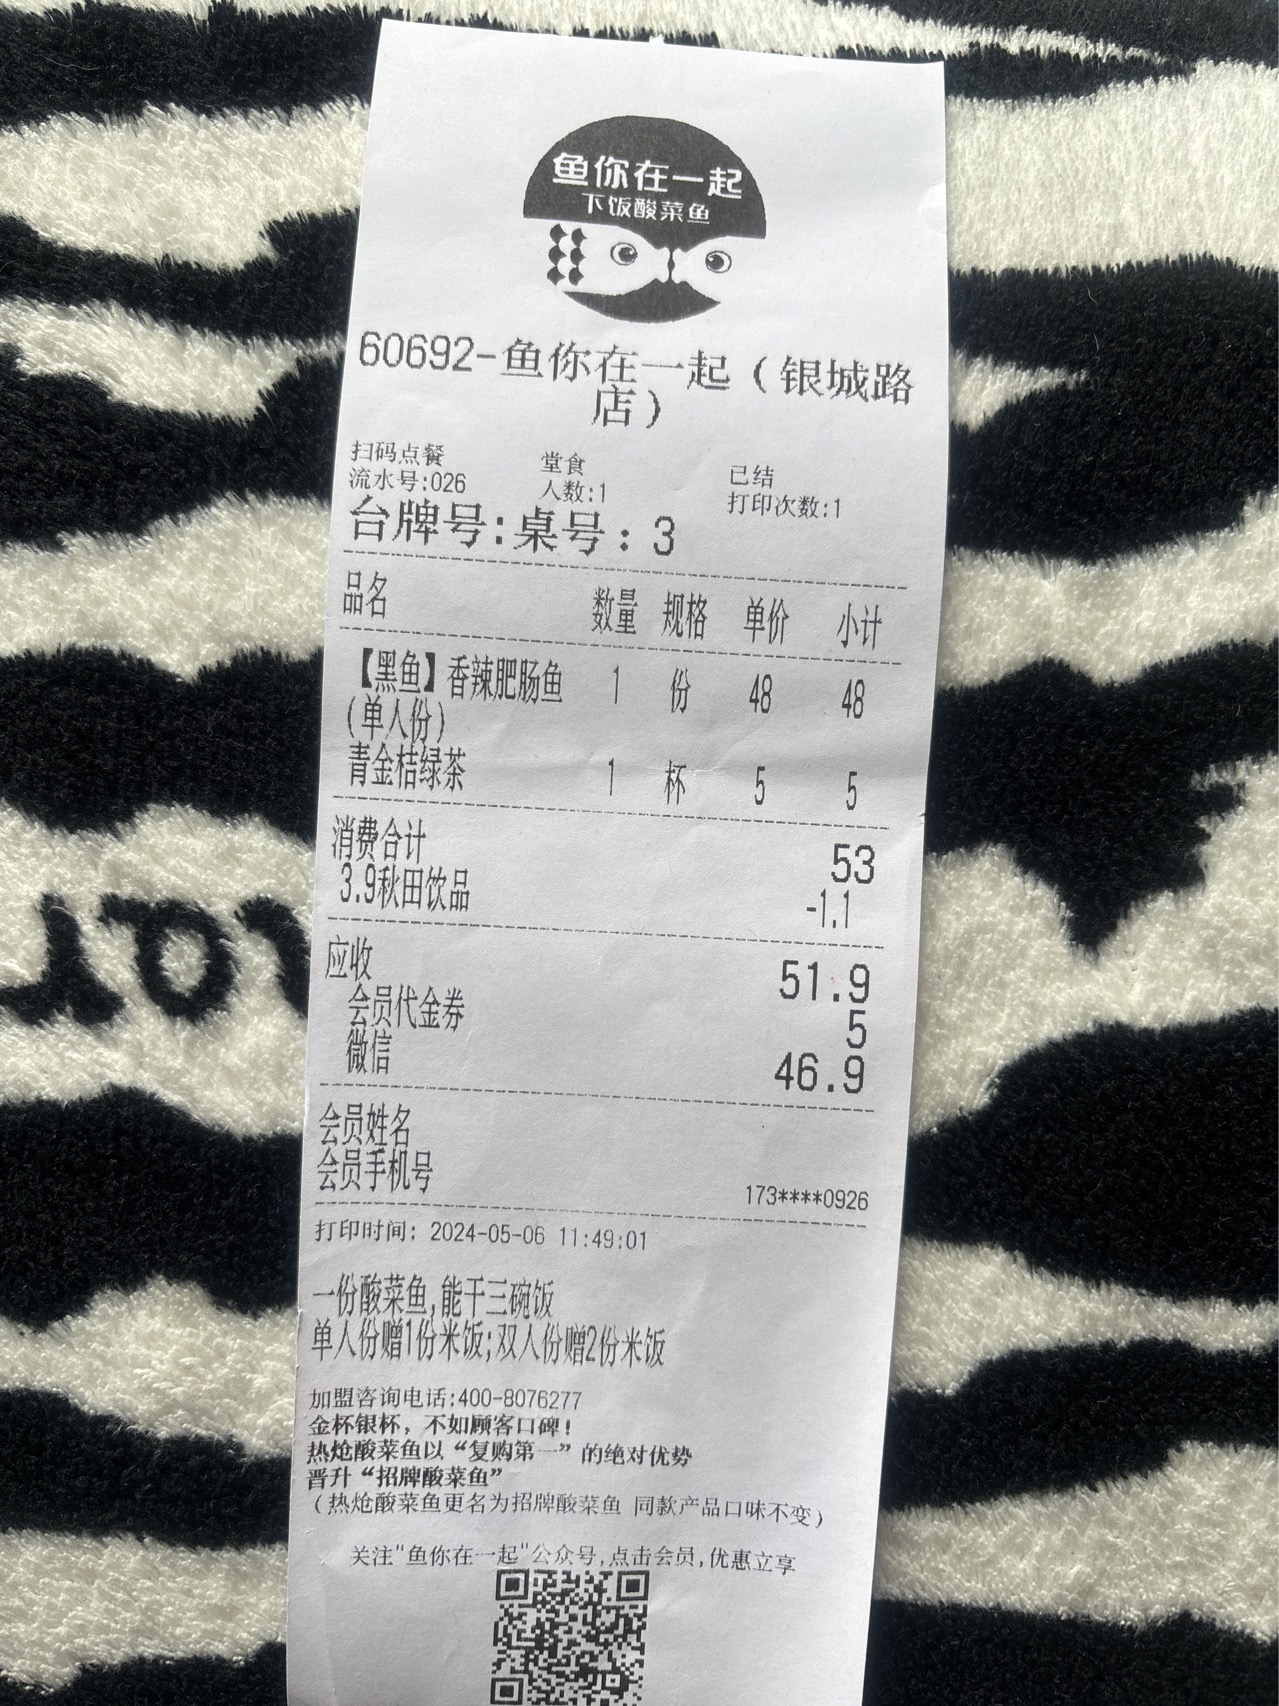 鱼你在一起
下饭酸菜鱼
60692-鱼你在一起（银城路
店）
扫码点餐 堂食 已结
流水号:026 人数:1 打印次数:1
台牌号:桌号：3
品名 数量 规格 单价 小计
【黑鱼】香辣肥肠鱼 1 份 48 48
(单人份)
青金桔绿茶 1 杯 5 5
消费合计 53
3.9秋田饮品 -1.1
应收 51.9
会员代金券 5
微信 46.9
会员姓名
会员手机号 173****0926
打印时间: 2024-05-06 11:49:01
一份酸菜鱼,能干三碗饭
单人份赠1份米饭;双人份赠2份米饭
加盟咨询电话:400-8076277
金杯银杯，不如顾客口碑！
热炝酸菜鱼以“复购第一”的绝对优势
晋升“招牌酸菜鱼”
（热炝酸菜鱼更名为招牌酸菜鱼 同款产品口味不变）
关注"鱼你在一起"公众号,点击会员,优惠立享